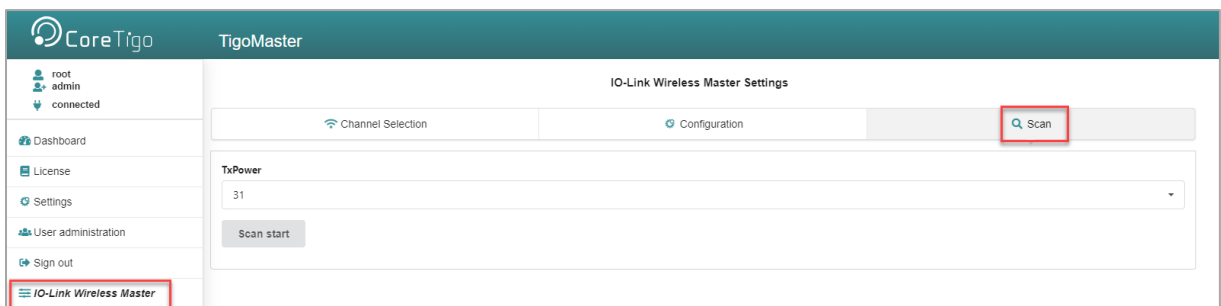 CoreTigo
TigoMaster
root
admin
connected
Dashboard
License
Settings
User administration
Sign out
IO-Link Wireless Master
IO-Link Wireless Master Settings
Channel Selection
Configuration
Scan
TxPower
31
Scan start